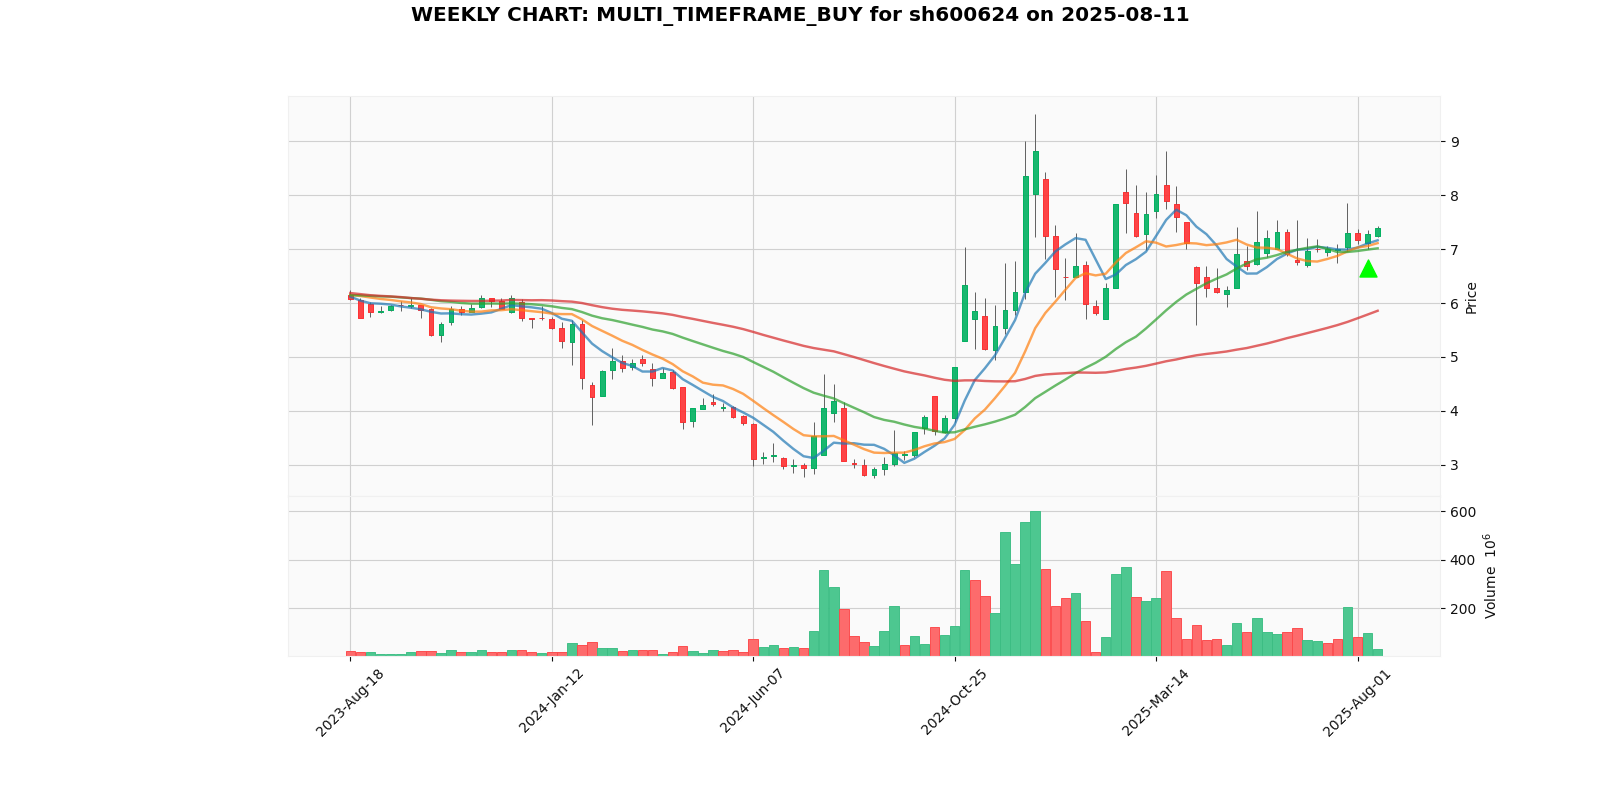 WEEKLY CHART: MULTI_TIMEFRAME_BUY for sh600624 on 2025-08-11
9
8
7
6
5
4
3
Price
600
400
200
Volume 10^6
2023-Aug-18
2024-Jan-12
2024-Jun-07
2024-Oct-25
2025-Mar-14
2025-Aug-01